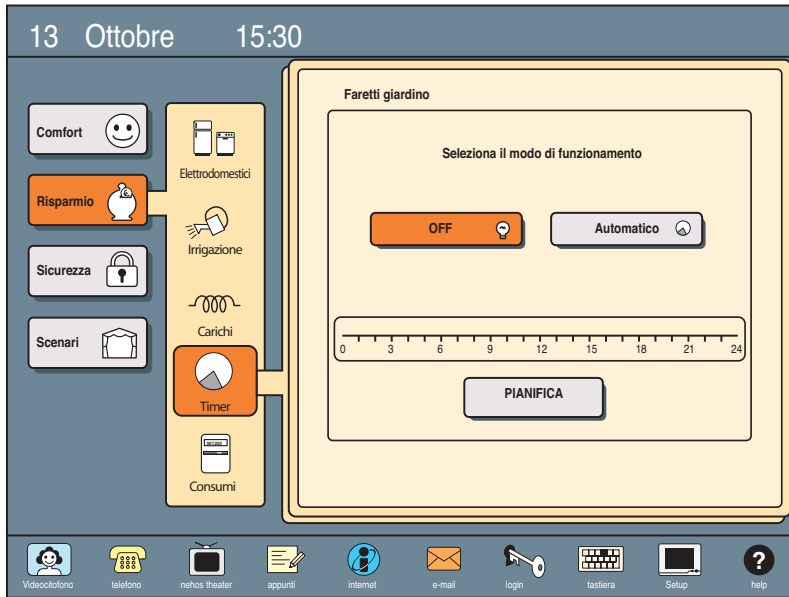 13 Ottobre 15:30
Comfort
Risparmio
Sicurezza
Scenari
Elettrodomestici
Irrigazione
Carichi
Timer
001200
Consumi
Faretti giardino
Seleziona il modo di funzionamento
OFF
Automatico
0 3 6 9 12 15 18 21 24
PIANIFICA
Videocitofono telefono nehos theater appunti internet e-mail login tastiera Setup help